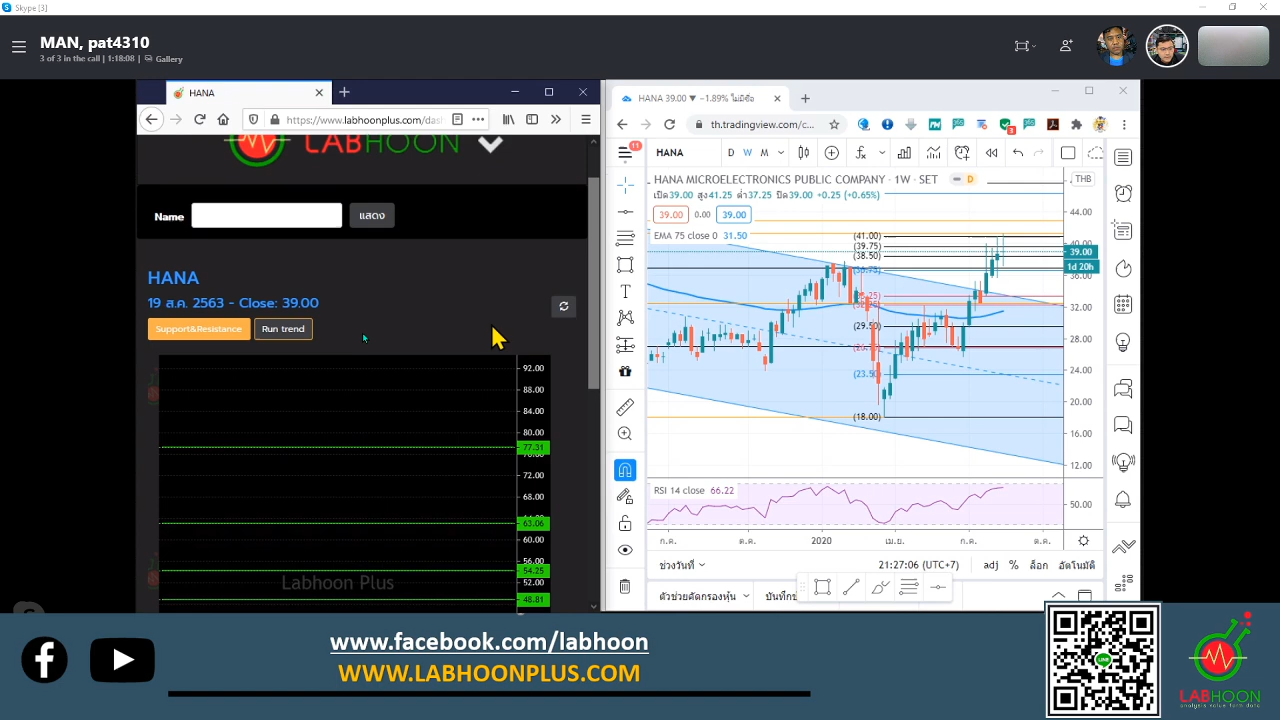 Skype [3]
MAN, pat4310
3 of 3 in the call | 1:18:08 | Gallery
HANA
https://www.labhoonplus.com/das
LABHOON
Name
แสดง
HANA
19 ส.ค. 2563 - Close: 39.00
Support&Resistance
Run trend
92.00
88.00
84.00
80.00
77.31
76.00
72.00
68.00
63.06
60.00
56.00
54.25
52.00
48.81
Labhoon Plus
HANA 39.00 ▼ −1.89% ไม่มีชื่อ
th.tradingview.com/c...
3
11
HANA
D W M
HANA MICROELECTRONICS PUBLIC COMPANY · 1W · SET
D
THB
เปิด39.00 สูง41.25 ต่ำ37.25 ปิด39.00 +0.25 (+0.65%)
39.00 0.00 39.00
EMA 75 close 0 31.50
(41.00)
(39.75)
(38.50)
(29.50)
(23.50)
(18.00)
44.00
40.00
39.00
1d 20h
36.00
32.00
28.00
24.00
20.00
16.00
12.00
RSI 14 close 66.22
50.00
ก.ค.
ต.ค.
2020
เม.ย.
ก.ค.
ต.ค.
ช่วงวันที่
21:27:06 (UTC+7)
adj % ล็อก อัตโนมัติ
ตัวช่วยคัดกรองหุ้น
www.facebook.com/labhoon
WWW.LABHOONPLUS.COM
LINE
LABHOON
analysis value form data